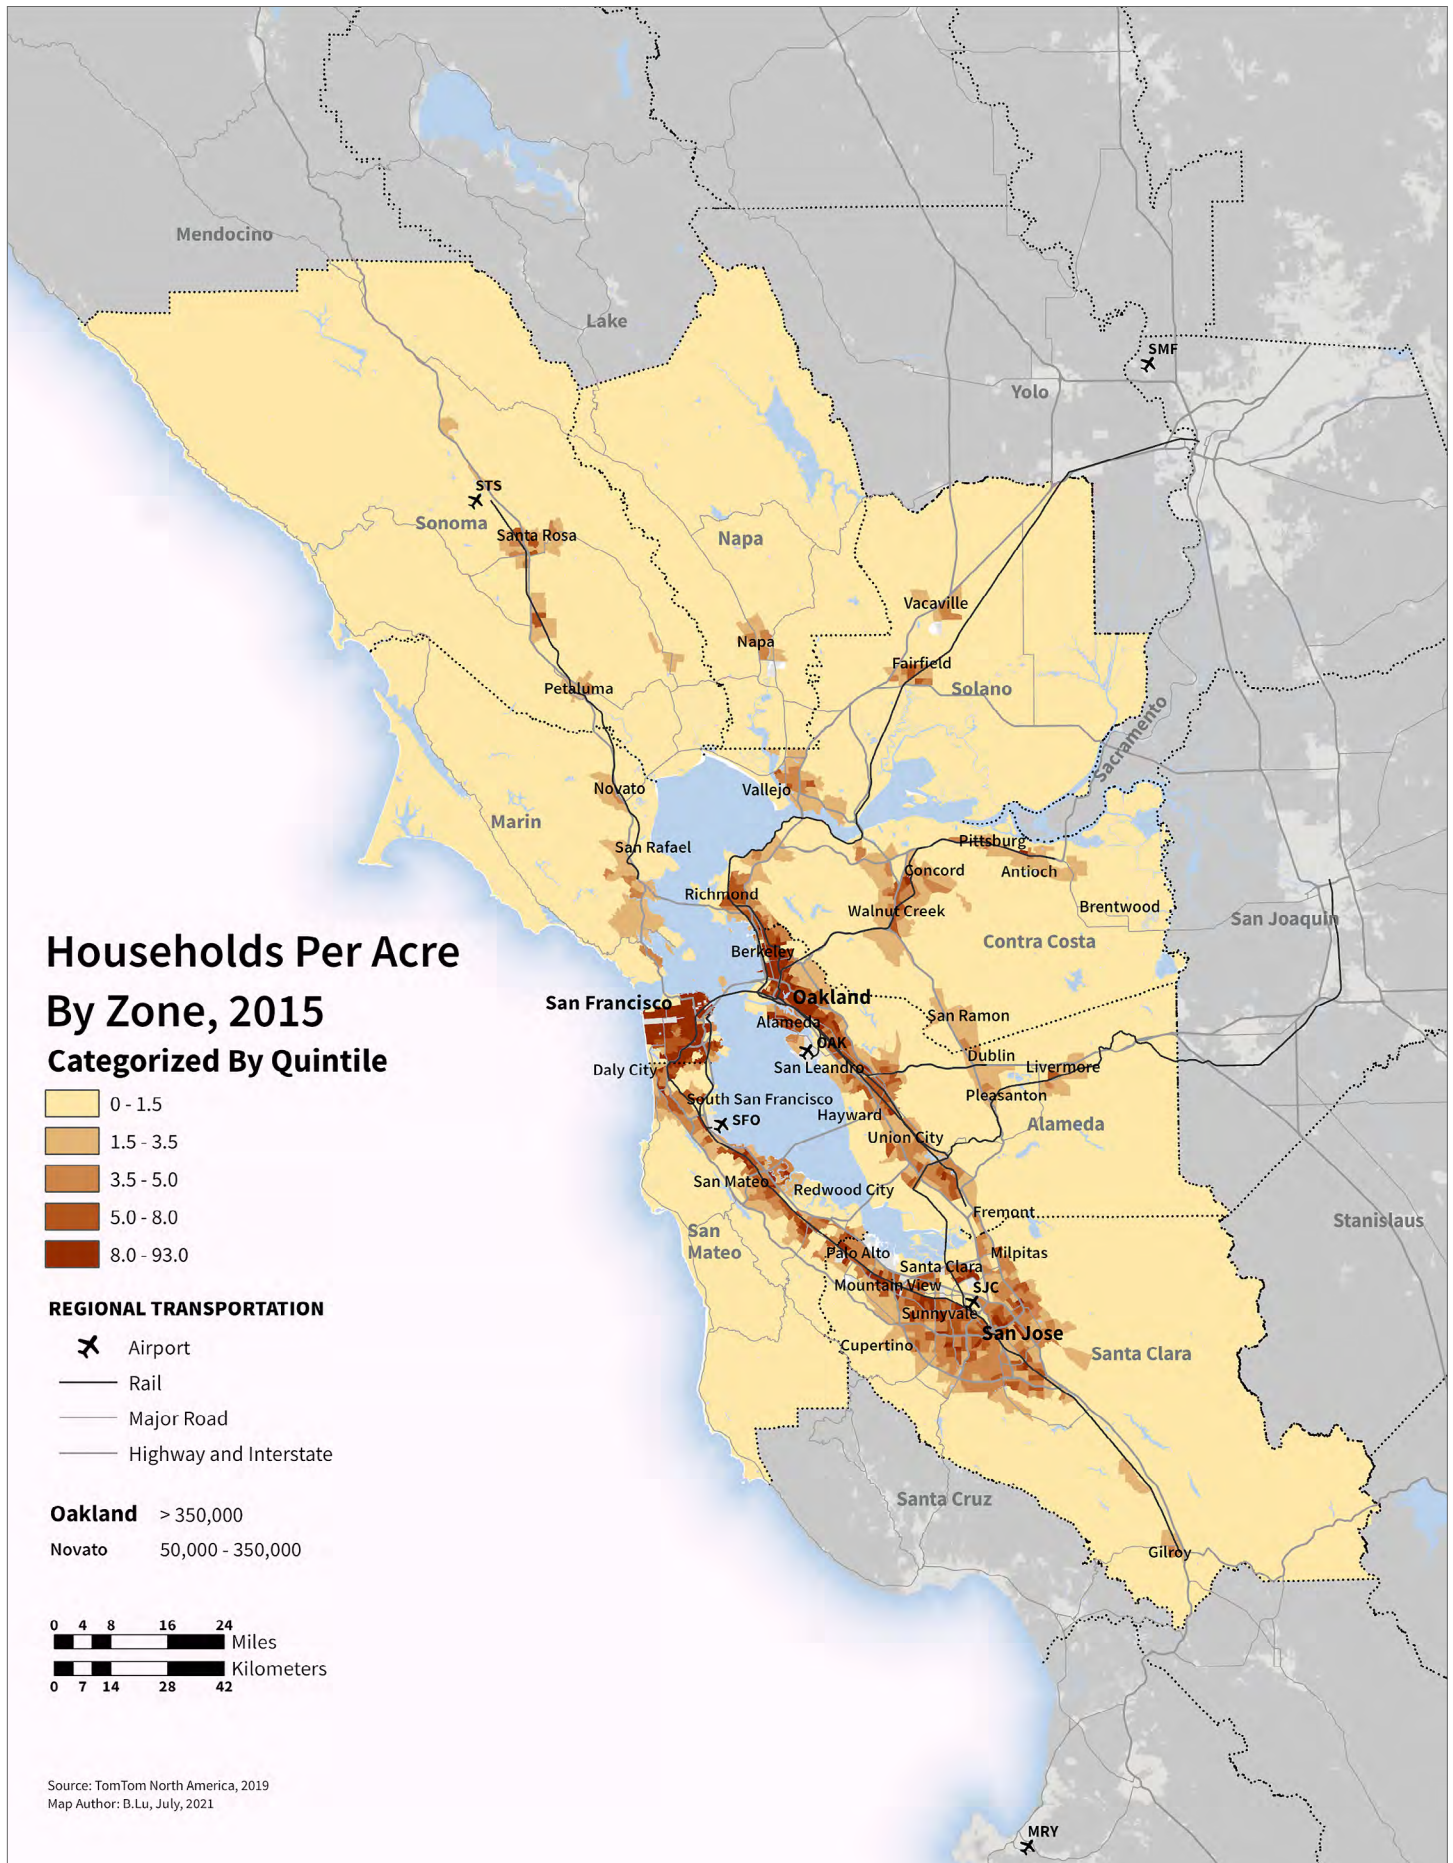 Mendocino
Lake
SMF
Yolo
STS
Sonoma
Santa Rosa
Napa
Vacaville
Napa
Fairfield
Solano
Petaluma
Sacramento
Novato
Vallejo
Marin
San Rafael
Pittsburg
Concord
Antioch
Richmond
Walnut Creek
Brentwood
San Joaquin
Contra Costa
Berkeley
San Francisco
Oakland
San Ramon
Alameda
OAK
Dublin
Daly City
San Leandro
Livermore
South San Francisco
Pleasanton
SFO
Hayward
Alameda
Union City
San Mateo
Redwood City
Fremont
Stanislaus
San
Mateo
Palo Alto
Milpitas
Santa Clara
Mountain View
SJC
Sunnyvale
San Jose
Cupertino
Santa Clara
Santa Cruz
Gilroy
MRY
Households Per Acre
By Zone, 2015
Categorized By Quintile
0 - 1.5
1.5 - 3.5
3.5 - 5.0
5.0 - 8.0
8.0 - 93.0
REGIONAL TRANSPORTATION
Airport
Rail
Major Road
Highway and Interstate
Oakland > 350,000
Novato 50,000 - 350,000
0 4 8 16 24
Miles
Kilometers
0 7 14 28 42
Source: TomTom North America, 2019
Map Author: B.Lu, July, 2021